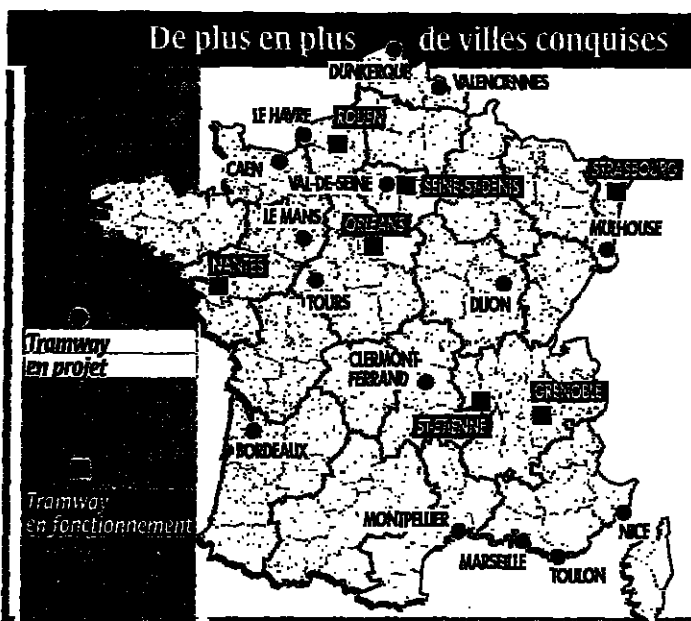 De plus en plus de villes conquises
DUNKERQUE
VALENCIENNES
LE HAVRE
ROUEN
CAEN
VAL-DE-SEINE
SEINE-ST-DENIS
STRASBOURG
LE MANS
ORLEANS
MULHOUSE
NANTES
TOURS
DIJON
Tramway
en projet
CLERMONT-
FERRAND
GRENOBLE
ST-ETIENNE
BORDEAUX
Tramway
en fonctionnement
MONTPELLIER
NICE
MARSEILLE
TOULON